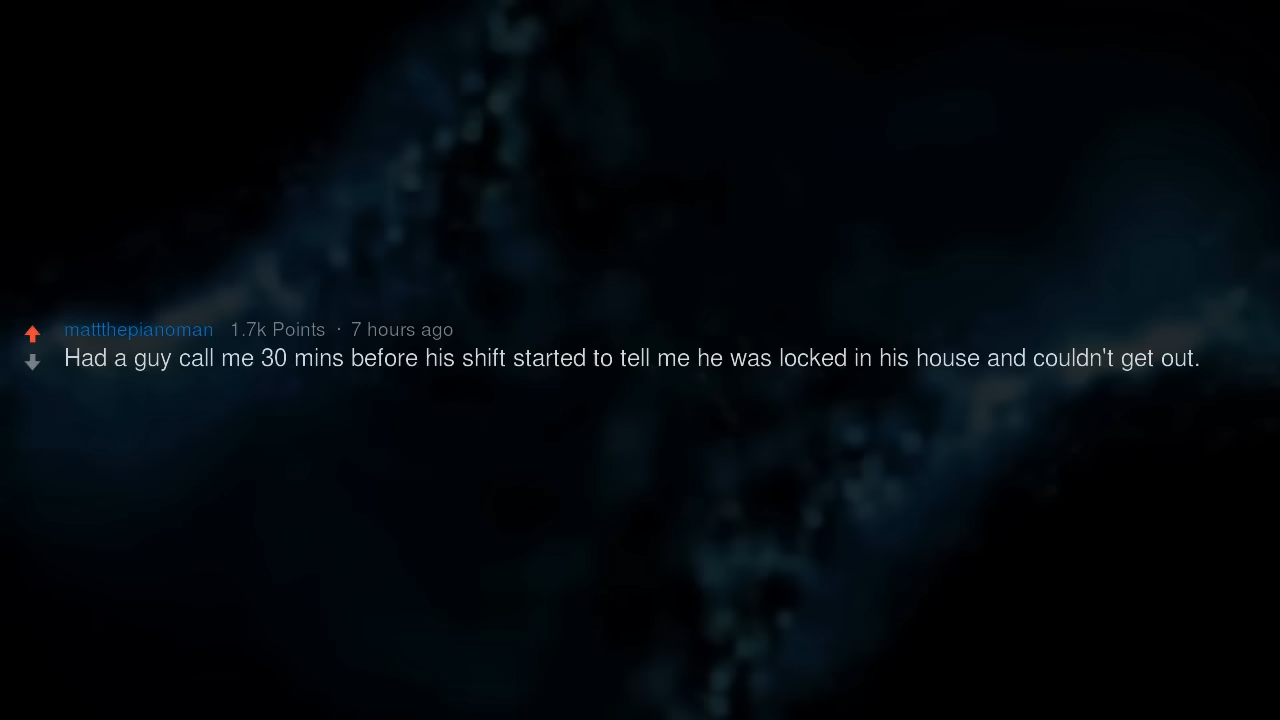 mattthepianoman 1.7k Points · 7 hours ago
Had a guy call me 30 mins before his shift started to tell me he was locked in his house and couldn't get out.